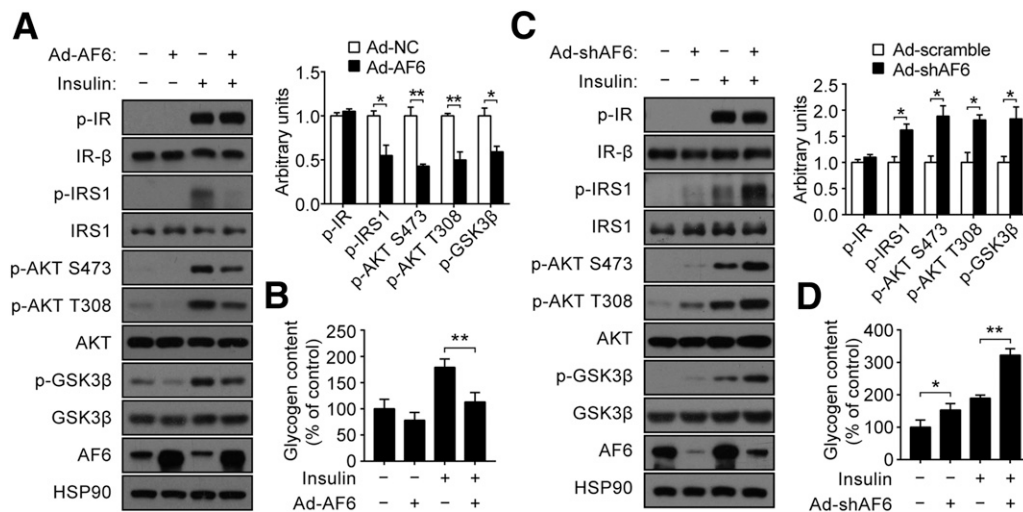 A
Ad-AF6: − + − +
Insulin: − − + +
p-IR
IR-β
p-IRS1
IRS1
p-AKT S473
p-AKT T308
AKT
p-GSK3β
GSK3β
AF6
HSP90
Ad-NC
Ad-AF6
Arbitrary units
1.5
1.0
0.5
0.0
* ** ** *
p-IR
p-IRS1
p-AKT S473
p-AKT T308
p-GSK3β
B
Glycogen content
(% of control)
250
200
150
100
50
0
**
Insulin − − + +
Ad-AF6 − + − +
C
Ad-shAF6: − + − +
Insulin: − − + +
p-IR
IR-β
p-IRS1
IRS1
p-AKT S473
p-AKT T308
AKT
p-GSK3β
GSK3β
AF6
HSP90
Ad-scramble
Ad-shAF6
Arbitrary units
2.5
2.0
1.5
1.0
0.5
0.0
* * * *
p-IR
p-IRS1
p-AKT S473
p-AKT T308
p-GSK3β
D
Glycogen content
(% of control)
400
300
200
100
0
* **
Insulin − − + +
Ad-shAF6 − + − +